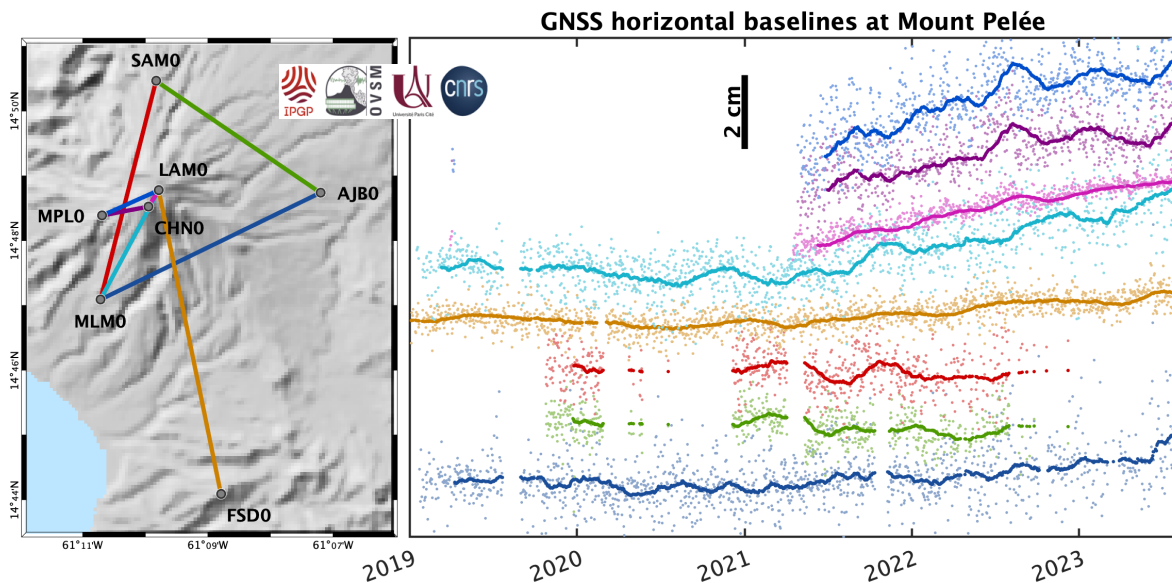 GNSS horizontal baselines at Mount Pelée
SAM0
IPGP
OVSM
Université Paris Cité
cnrs
2 cm
14°50'N
LAM0
AJB0
MPL0
CHN0
14°48'N
MLM0
14°46'N
14°44'N
FSD0
61°11'W
61°09'W
61°07'W
2019
2020
2021
2022
2023